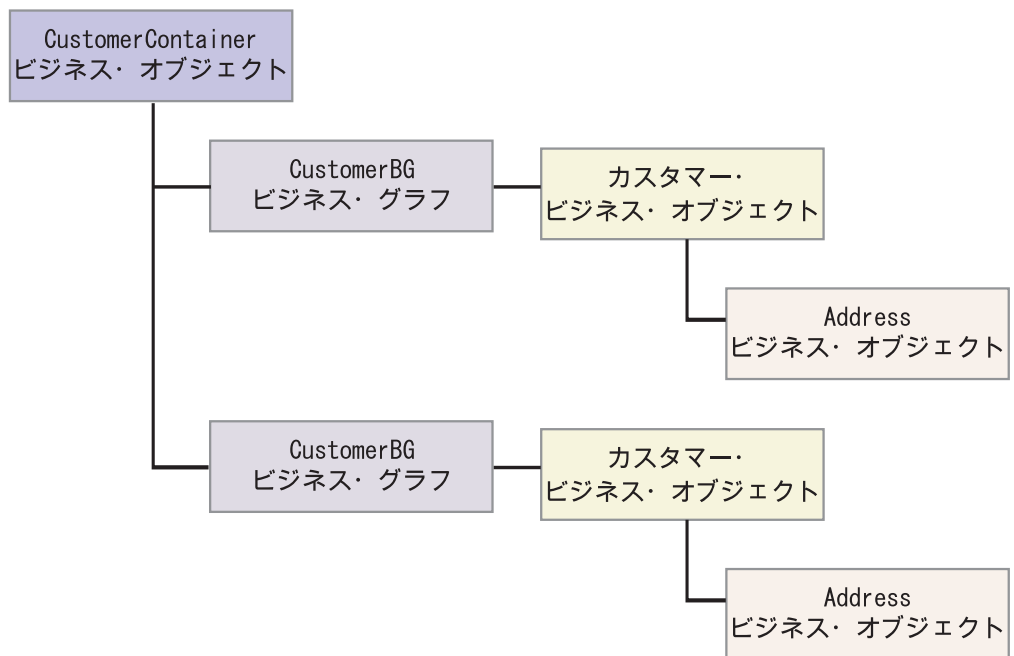 CustomerContainer
ビジネス・オブジェクト
CustomerBG
ビジネス・グラフ
カスタマー・
ビジネス・オブジェクト
Address
ビジネス・オブジェクト
CustomerBG
ビジネス・グラフ
カスタマー・
ビジネス・オブジェクト
Address
ビジネス・オブジェクト